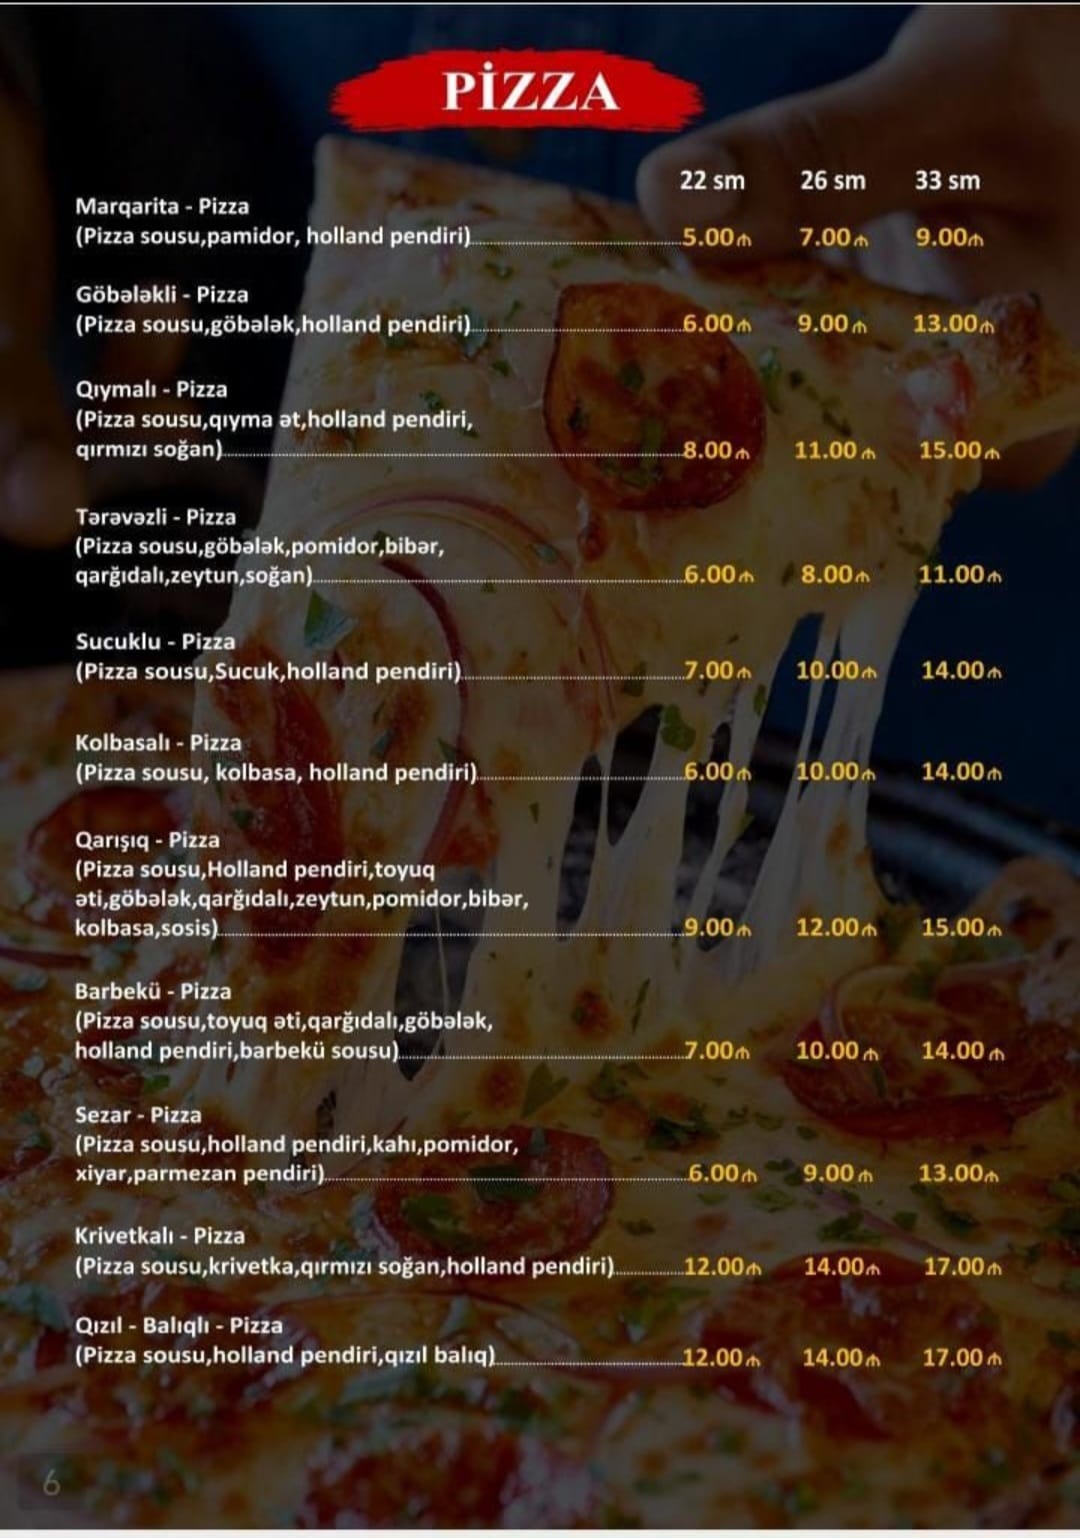 PİZZA
22 sm 26 sm 33 sm
Marqarita - Pizza
(Pizza sousu,pamidor, holland pendiri) 5.00₼ 7.00₼ 9.00₼
Göbələkli - Pizza
(Pizza sousu,göbələk,holland pendiri) 6.00₼ 9.00₼ 13.00₼
Qıymalı - Pizza
(Pizza sousu,qıyma ət,holland pendiri,
qırmızı soğan) 8.00₼ 11.00₼ 15.00₼
Tərəvəzli - Pizza
(Pizza sousu,göbələk,pomidor,bibər,
qarğıdalı,zeytun,soğan) 6.00₼ 8.00₼ 11.00₼
Sucuklu - Pizza
(Pizza sousu,Sucuk,holland pendiri) 7.00₼ 10.00₼ 14.00₼
Kolbasalı - Pizza
(Pizza sousu, kolbasa, holland pendiri) 6.00₼ 10.00₼ 14.00₼
Qarışıq - Pizza
(Pizza sousu,Holland pendiri,toyuq
əti,göbələk,qarğıdalı,zeytun,pomidor,bibər,
kolbasa,sosis) 9.00₼ 12.00₼ 15.00₼
Barbekü - Pizza
(Pizza sousu,toyuq əti,qarğıdalı,göbələk,
holland pendiri,barbekü sousu) 7.00₼ 10.00₼ 14.00₼
Sezar - Pizza
(Pizza sousu,holland pendiri,kahı,pomidor,
xiyar,parmezan pendiri) 6.00₼ 9.00₼ 13.00₼
Krivetkalı - Pizza
(Pizza sousu,krivetka,qırmızı soğan,holland pendiri) 12.00₼ 14.00₼ 17.00₼
Qızıl - Balıqlı - Pizza
(Pizza sousu,holland pendiri,qızıl balıq) 12.00₼ 14.00₼ 17.00₼
6